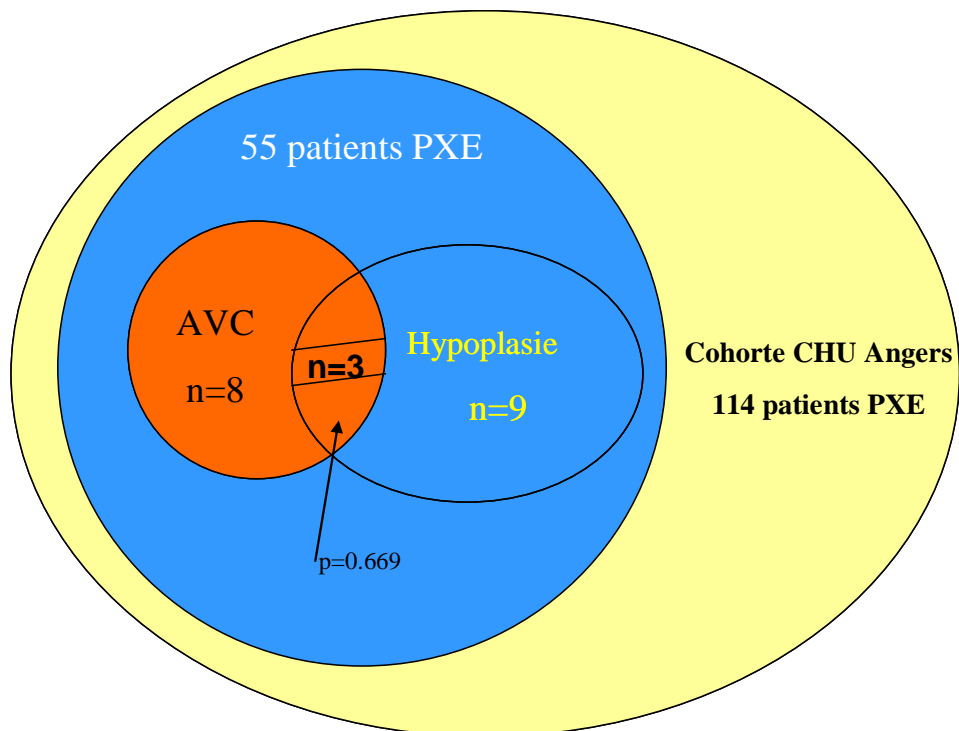 55 patients PXE
AVC
n=8
n=3
Hypoplasie
n=9
Cohorte CHU Angers
114 patients PXE
p=0.669